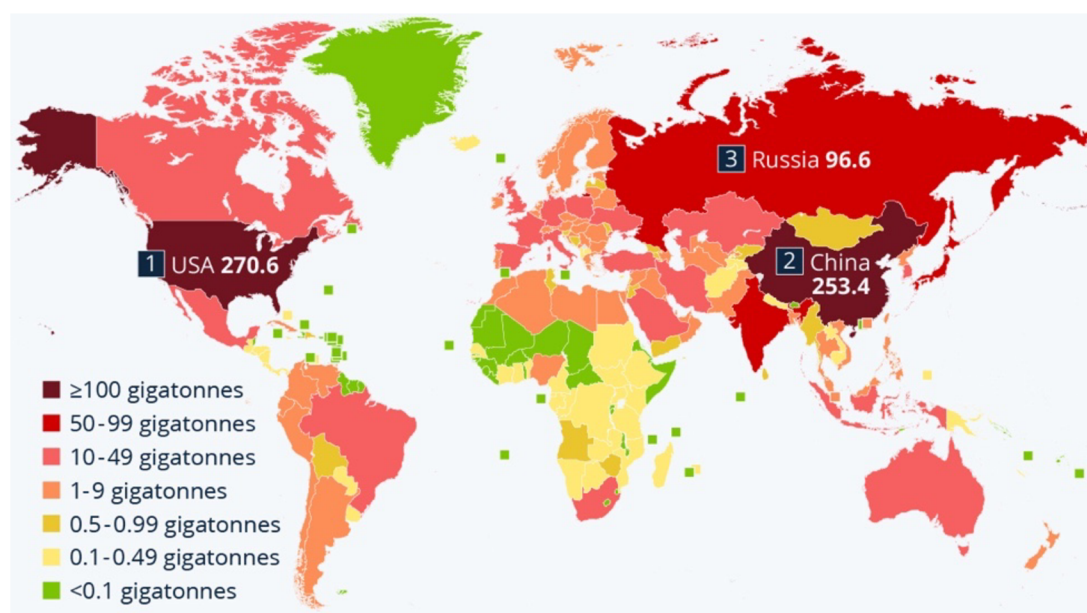 3 Russia 96.6
1 USA 270.6
2 China
253.4
≥100 gigatonnes
50-99 gigatonnes
10-49 gigatonnes
1-9 gigatonnes
0.5-0.99 gigatonnes
0.1-0.49 gigatonnes
<0.1 gigatonnes